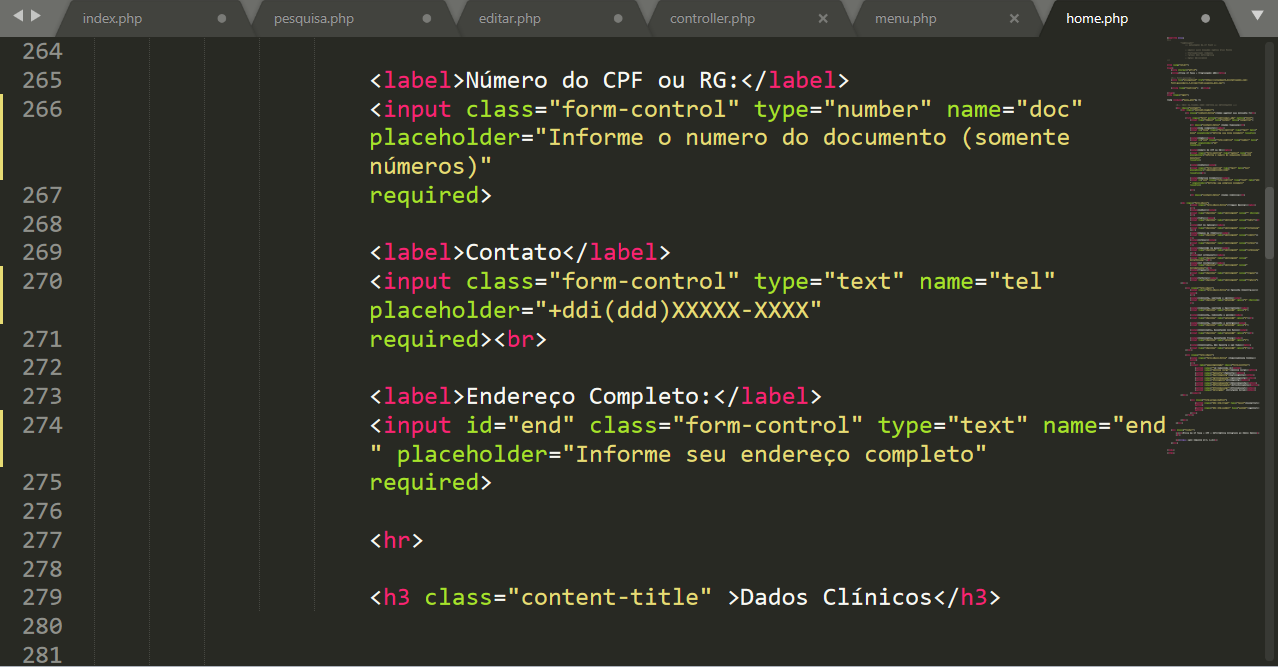 index.php pesquisa.php editar.php controller.php menu.php home.php
264
265 <label>Número do CPF ou RG:</label>
266 <input class="form-control" type="number" name="doc"
placeholder="Informe o numero do documento (somente
números)"
267 required>
268
269 <label>Contato</label>
270 <input class="form-control" type="text" name="tel"
placeholder="+ddi(ddd)XXXXX-XXXX"
271 required><br>
272
273 <label>Endereço Completo:</label>
274 <input id="end" class="form-control" type="text" name="end
" placeholder="Informe seu endereço completo"
275 required>
276
277 <hr>
278
279 <h3 class="content-title" >Dados Clínicos</h3>
280
281